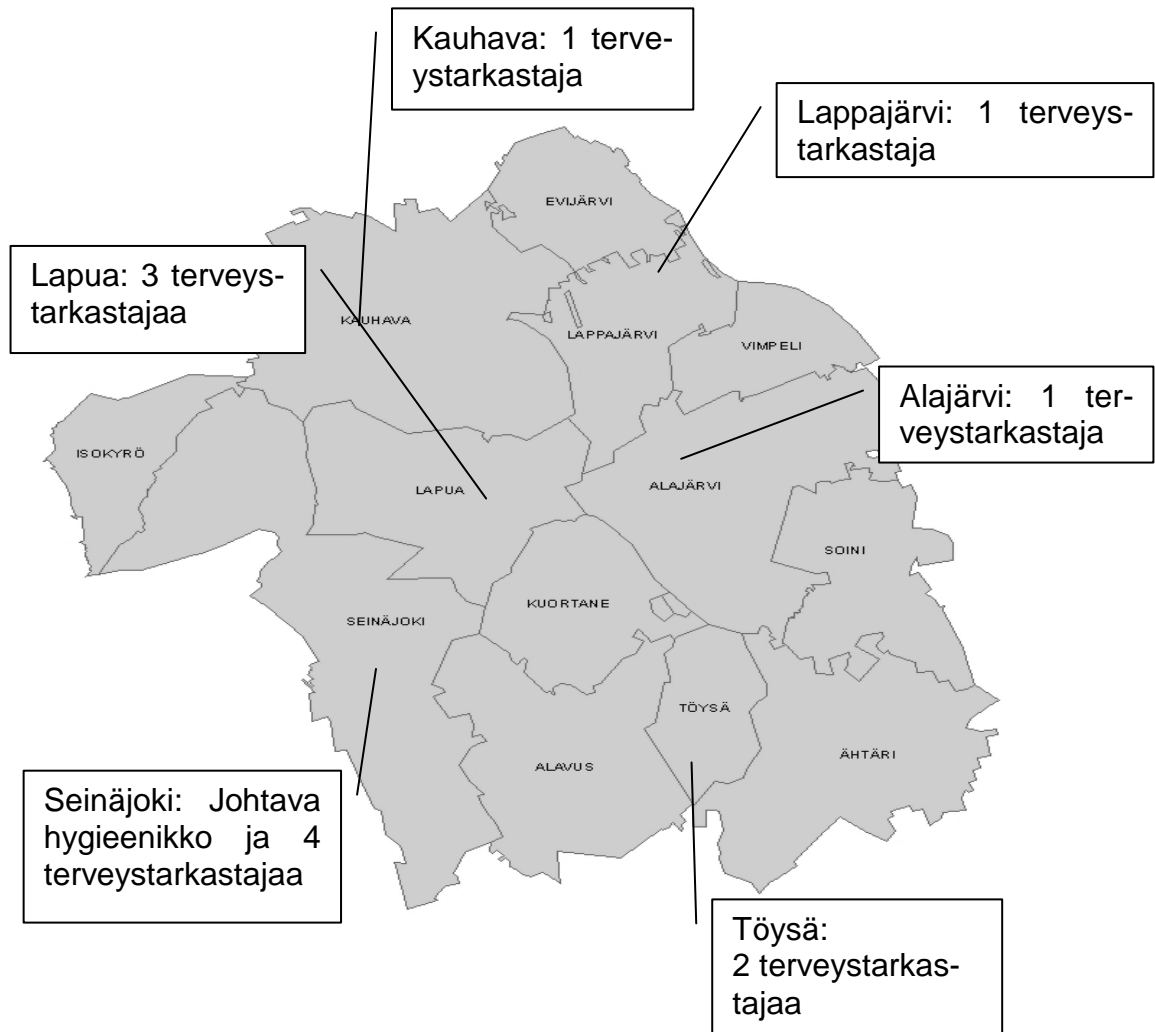 Kauhava: 1 terve-
ystarkastaja
Lappajärvi: 1 terveys-
tarkastaja
EVIJÄRVI
Lapua: 3 terveys-
tarkastajaa
KAUHAVA
LAPPAJÄRVI
VIMPELI
Alajärvi: 1 ter-
veystarkastaja
ISOKYRÖ
LAPUA
ALAJÄRVI
SOINI
KUORTANE
SEINÄJOKI
TÖYSÄ
ÄHTÄRI
ALAVUS
Seinäjoki: Johtava
hygieenikko ja 4
terveystarkastajaa
Töysä:
2 terveystarkas-
tajaa